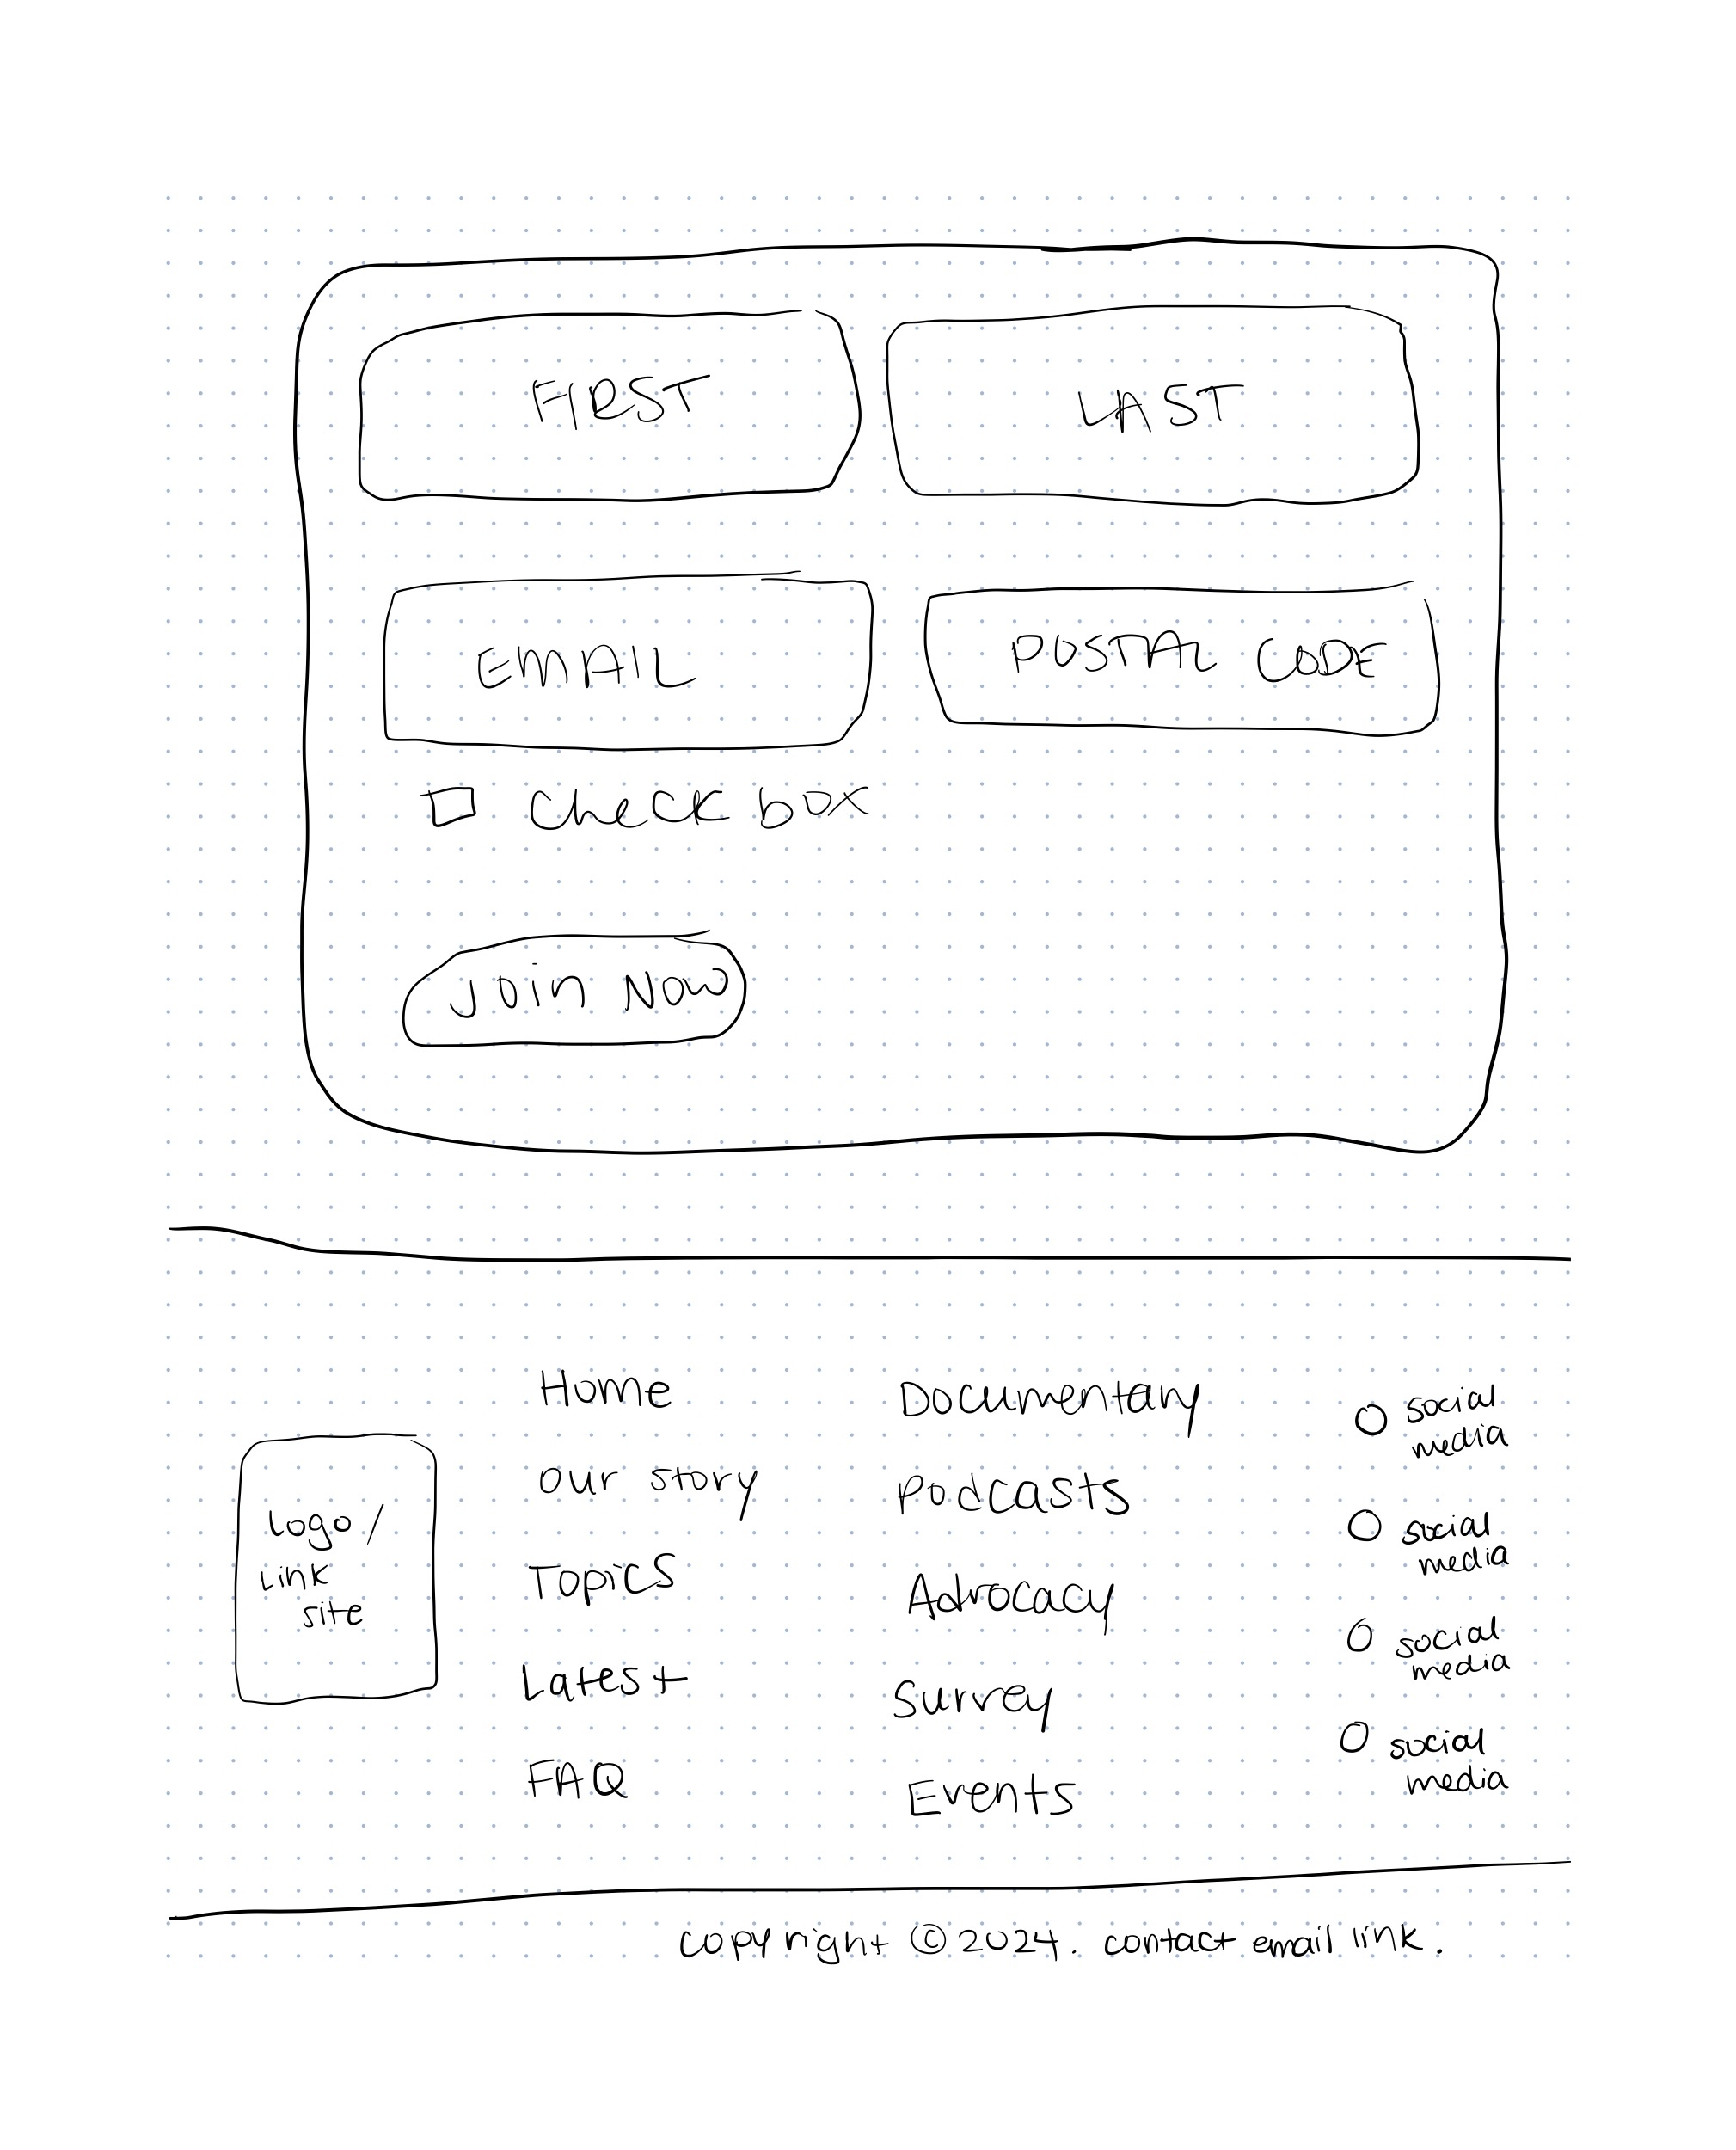 FIRST
LAST
EMAIL
POSTAL CODE
Check box
Join Now
Logo /
Link
site
Home
our story
Topics
Latest
FAQ
Documentary
Podcasts
Advocacy
Survey
Events
social
media
social
media
social
media
social
media
copyright © 2024. contact email link.